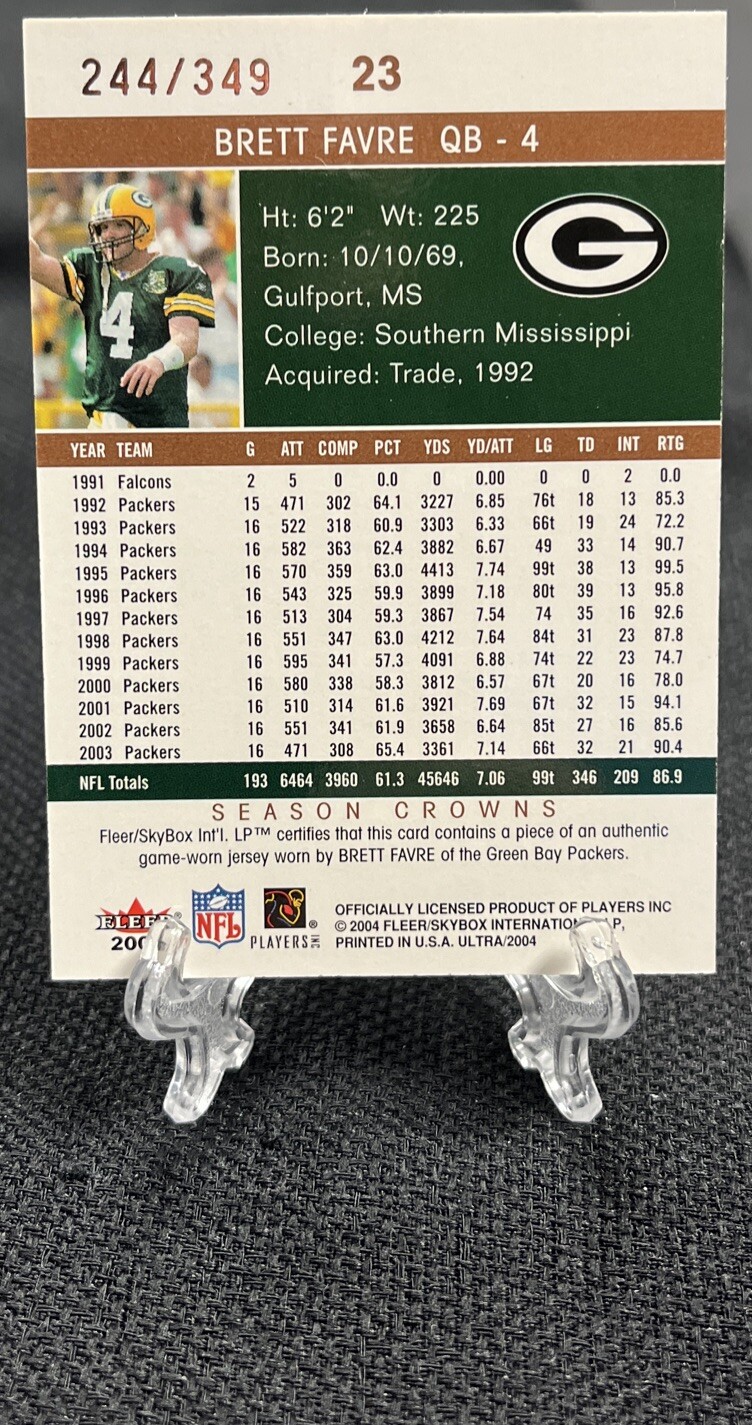 244/349 23
BRETT FAVRE QB - 4
Ht: 6'2" Wt: 225
Born: 10/10/69,
Gulfport, MS
College: Southern Mississippi
Acquired: Trade, 1992
G
4
YEAR TEAM G ATT COMP PCT YDS YD/ATT LG TD INT RTG
1991 Falcons 2 5 0 0.0 0 0.00 0 0 2 0.0
1992 Packers 15 471 302 64.1 3227 6.85 76t 18 13 85.3
1993 Packers 16 522 318 60.9 3303 6.33 66t 19 24 72.2
1994 Packers 16 582 363 62.4 3882 6.67 49 33 14 90.7
1995 Packers 16 570 359 63.0 4413 7.74 99t 38 13 99.5
1996 Packers 16 543 325 59.9 3899 7.18 80t 39 13 95.8
1997 Packers 16 513 304 59.3 3867 7.54 74 35 16 92.6
1998 Packers 16 551 347 63.0 4212 7.64 84t 31 23 87.8
1999 Packers 16 595 341 57.3 4091 6.88 74t 22 23 74.7
2000 Packers 16 580 338 58.3 3812 6.57 67t 20 16 78.0
2001 Packers 16 510 314 61.6 3921 7.69 67t 32 15 94.1
2002 Packers 16 551 341 61.9 3658 6.64 85t 27 16 85.6
2003 Packers 16 471 308 65.4 3361 7.14 66t 32 21 90.4
NFL Totals 193 6464 3960 61.3 45646 7.06 99t 346 209 86.9
SEASON CROWNS
Fleer/SkyBox Int'l. LP™ certifies that this card contains a piece of an authentic
game-worn jersey worn by BRETT FAVRE of the Green Bay Packers.
FLEER
NFL
PLAYERS INC ®
OFFICIALLY LICENSED PRODUCT OF PLAYERS INC
© 2004 FLEER/SKYBOX
PRINTED IN U.S.A. ULTRA/2004